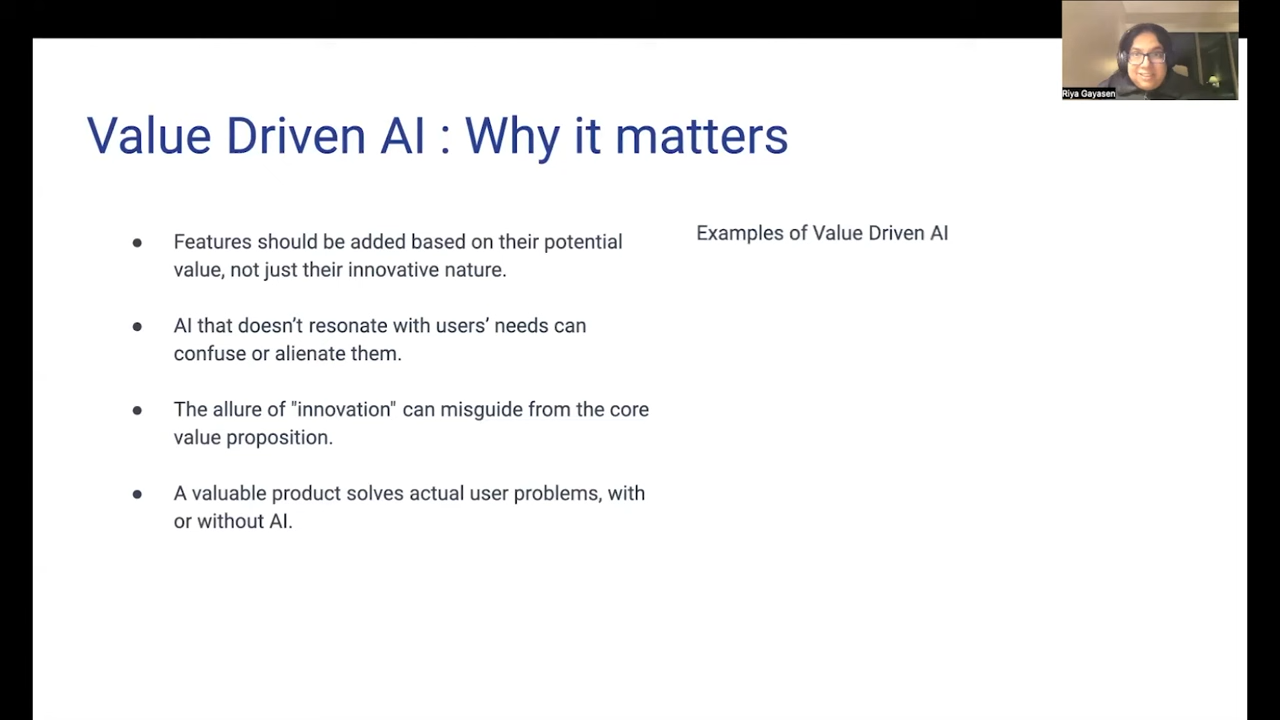 Riya Gayasen
Value Driven AI : Why it matters
● Features should be added based on their potential
value, not just their innovative nature.
● AI that doesn’t resonate with users’ needs can
confuse or alienate them.
● The allure of "innovation" can misguide from the core
value proposition.
● A valuable product solves actual user problems, with
or without AI.
Examples of Value Driven AI